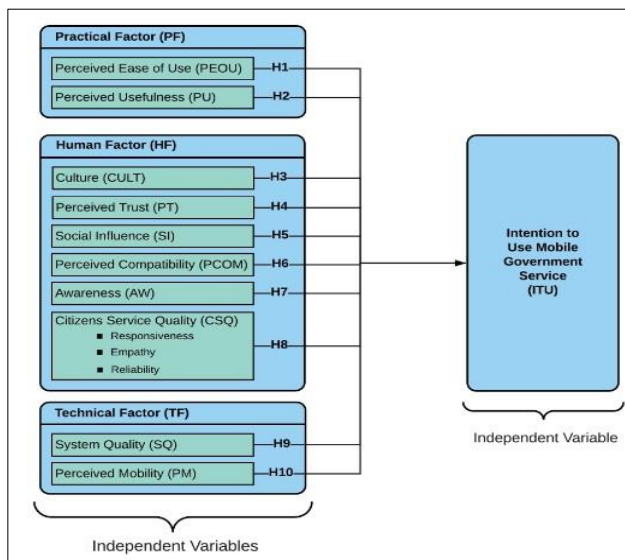 Practical Factor (PF)
Perceived Ease of Use (PEOU)
H1
Perceived Usefulness (PU)
H2
Human Factor (HF)
Culture (CULT)
H3
Perceived Trust (PT)
H4
Social Influence (SI)
H5
Perceived Compatibility (PCOM)
H6
Awareness (AW)
H7
Citizens Service Quality (CSQ)
■ Responsiveness
■ Empathy
■ Reliability
H8
Technical Factor (TF)
System Quality (SQ)
H9
Perceived Mobility (PM)
H10
Independent Variables
Intention to
Use Mobile
Government
Service
(ITU)
Independent Variable